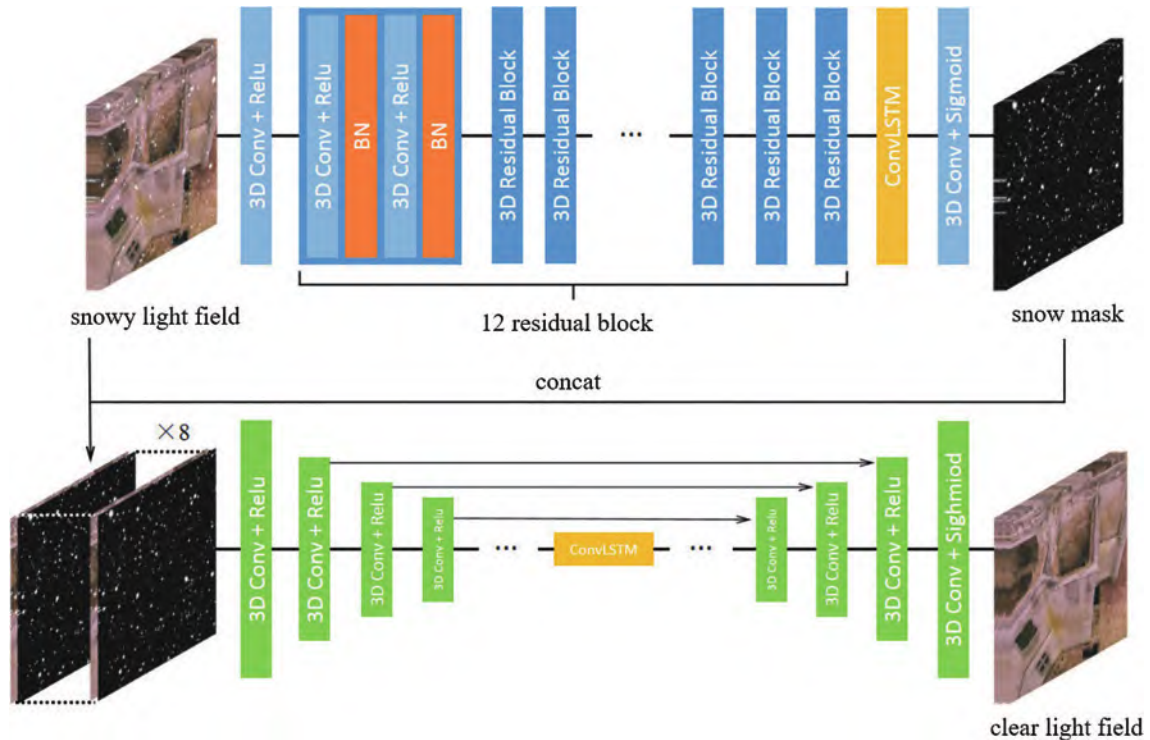 3D Conv + Relu
3D Conv + Relu
BN
3D Conv + Relu
BN
3D Residual Block
3D Residual Block
...
3D Residual Block
3D Residual Block
3D Residual Block
ConvLSTM
3D Conv + Sigmoid
snowy light field
12 residual block
snow mask
concat
×8
3D Conv + Relu
3D Conv + Relu
3D Conv + Relu
3D Conv + Relu
...
ConvLSTM
...
3D Conv + Relu
3D Conv + Relu
3D Conv + Relu
3D Conv + Sighmiod
clear light field